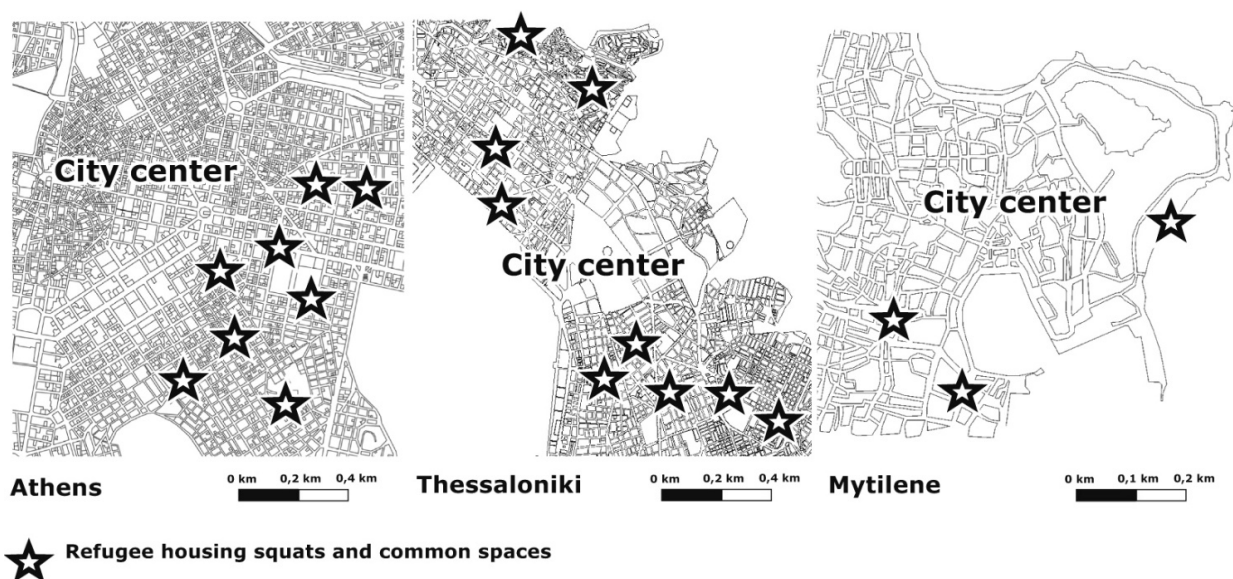 City center
City center
City center
Athens
0 km 0,2 km 0,4 km
Thessaloniki
0 km 0,2 km 0,4 km
Mytilene
0 km 0,1 km 0,2 km
Refugee housing squats and common spaces